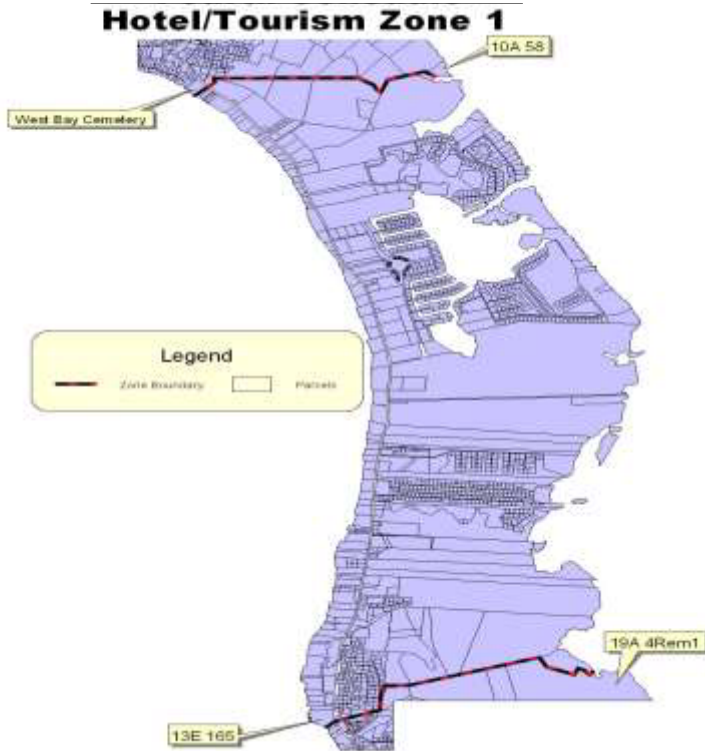 Hotel/Tourism Zone 1
10A 58
West Bay Cemetery
Legend
Zone Boundary Parcels
19A 4Rem1
13E 165